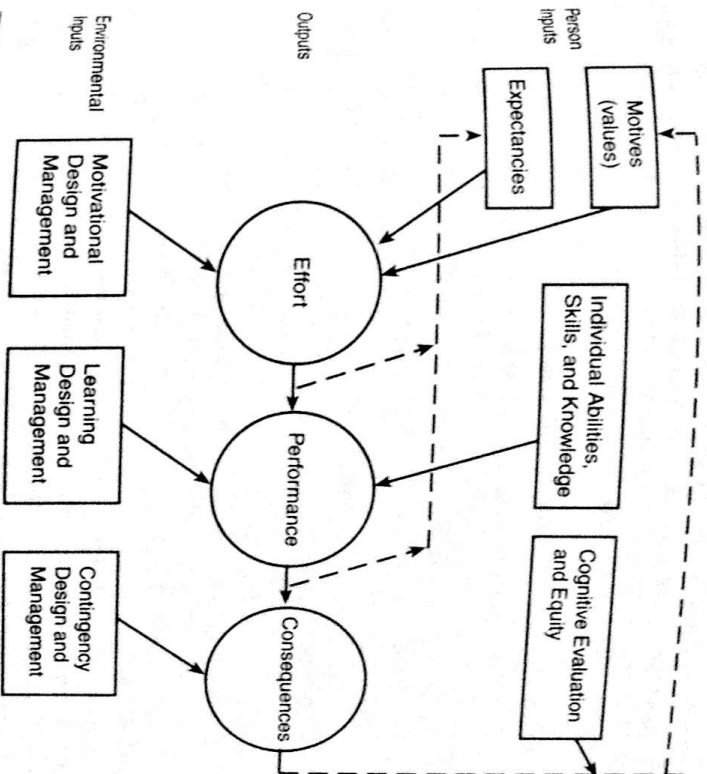 Person
Inputs
Motives
(values)
Expectancies
Individual Abilities,
Skills, and Knowledge
Cognitive Evaluation
and Equity
Outputs
Effort
Performance
Consequences
Environmental
Inputs
Motivational
Design and
Management
Learning
Design and
Management
Contingency
Design and
Management